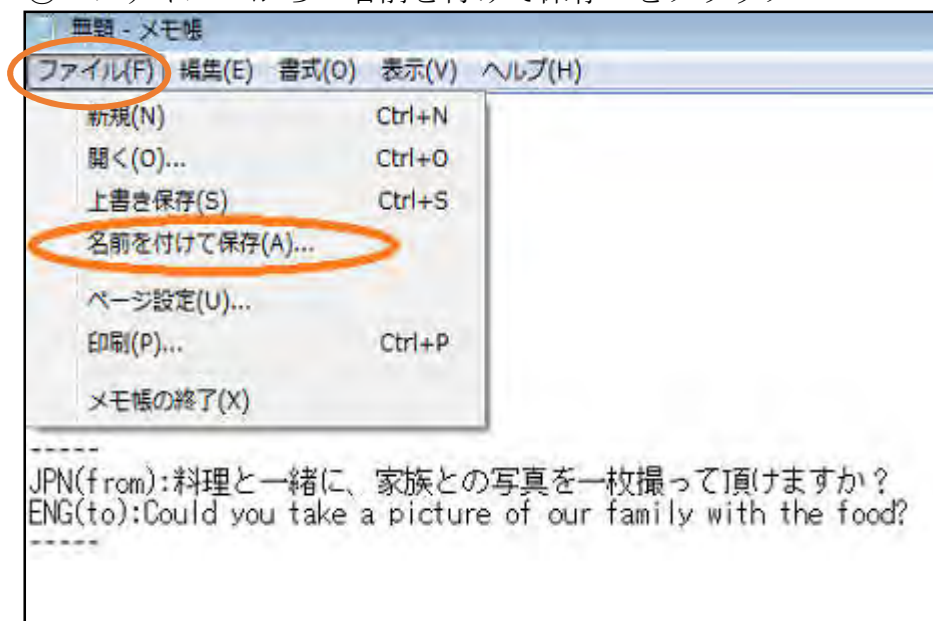 無題 - メモ帳
ファイル(F) 編集(E) 書式(O) 表示(V) ヘルプ(H)
新規(N) Ctrl+N
開く(O)... Ctrl+O
上書き保存(S) Ctrl+S
名前を付けて保存(A)...
ページ設定(U)...
印刷(P)... Ctrl+P
メモ帳の終了(X)
-----
JPN(from):料理と一緒に、家族との写真を一枚撮って頂けますか？
ENG(to):Could you take a picture of our family with the food?
-----